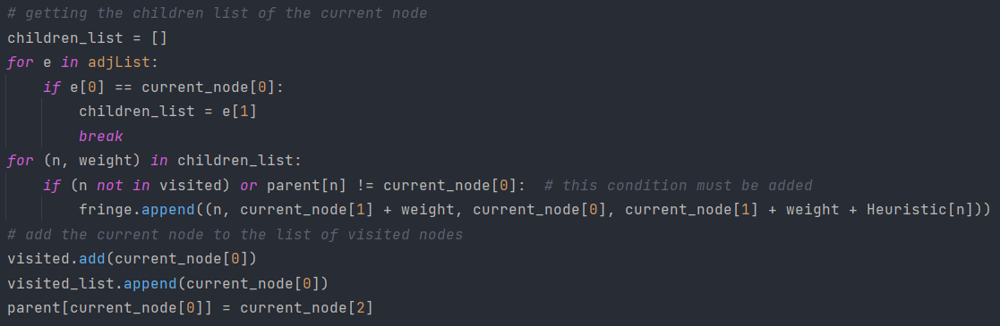 # getting the children list of the current node
children_list = []
for e in adjList:
    if e[0] == current_node[0]:
        children_list = e[1]
        break
for (n, weight) in children_list:
    if (n not in visited) or parent[n] != current_node[0]:  # this condition must be added
        fringe.append((n, current_node[1] + weight, current_node[0], current_node[1] + weight + Heuristic[n]))
# add the current node to the list of visited nodes
visited.add(current_node[0])
visited_list.append(current_node[0])
parent[current_node[0]] = current_node[2]